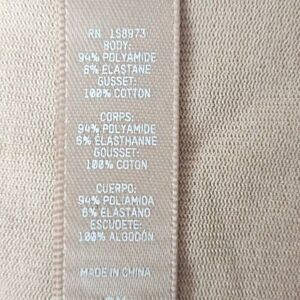 RN 158973
BODY:
94% POLYAMIDE
6% ELASTANE
GUSSET:
100% COTTON
CORPS:
94% POLYAMIDE
6% ÉLASTHANNE
GOUSSET:
100% COTON
CUERPO:
94% POLIAMIDA
6% ELASTANO
ESCUDETE:
100% ALGODÓN
MADE IN CHINA